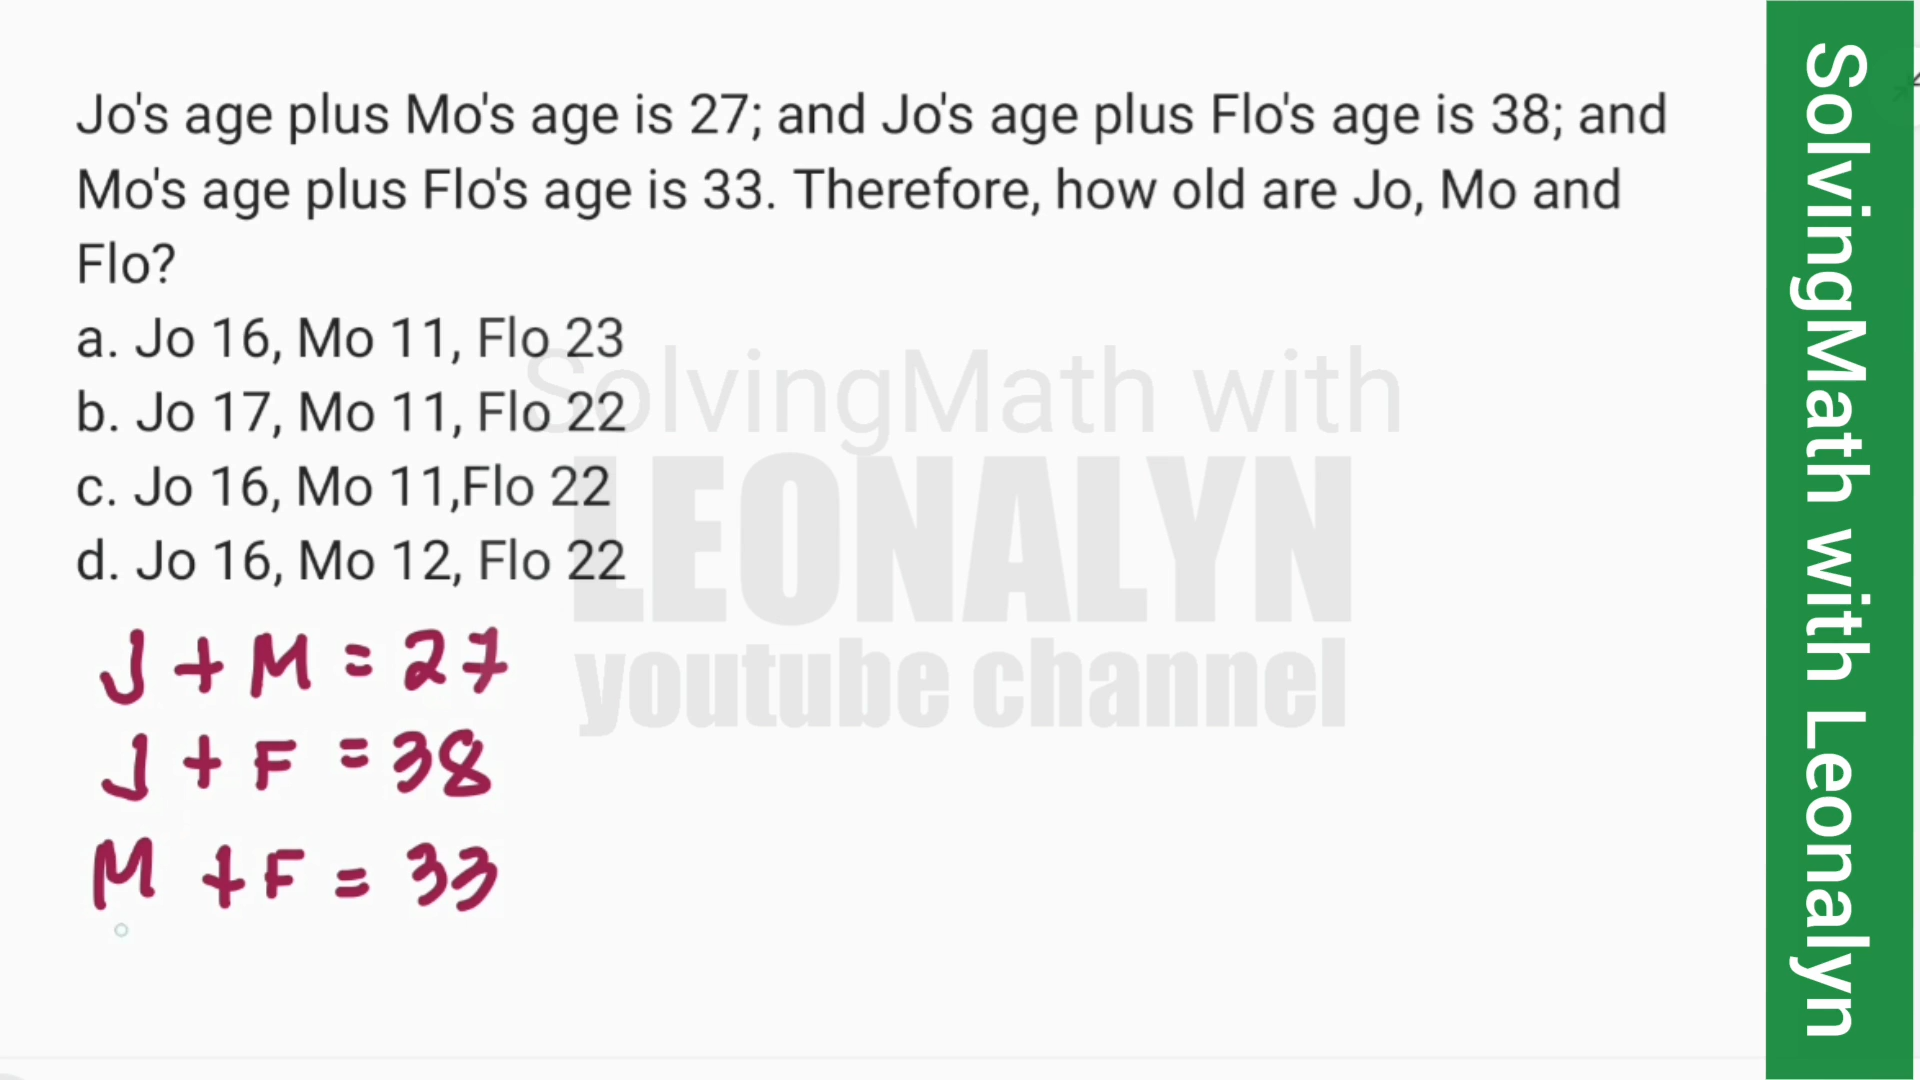 Jo's age plus Mo's age is 27; and Jo's age plus Flo's age is 38; and
Mo's age plus Flo's age is 33. Therefore, how old are Jo, Mo and
Flo?
a. Jo 16, Mo 11, Flo 23
b. Jo 17, Mo 11, Flo 22
c. Jo 16, Mo 11,Flo 22
d. Jo 16, Mo 12, Flo 22
J + M = 27
J + F = 38
M + F = 33
SolvingMath with
LEONALYN
youtube channel
SolvingMath with Leonalyn